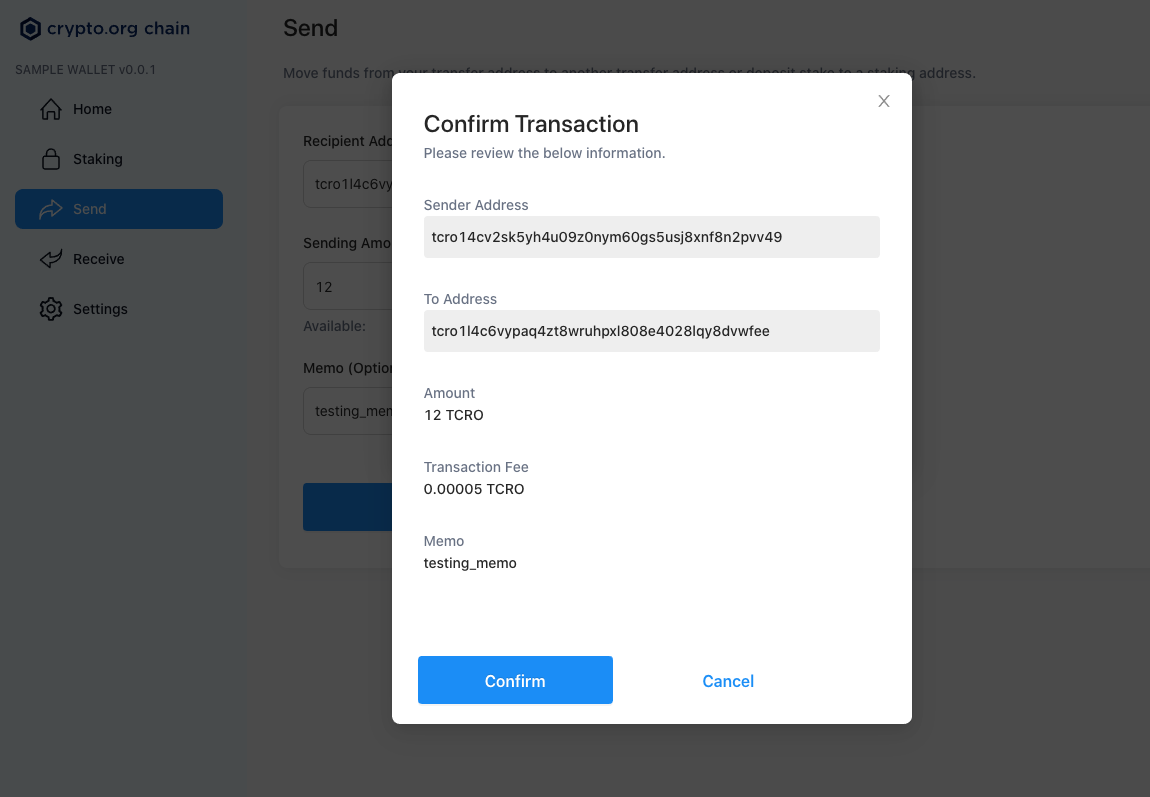 crypto.org chain
SAMPLE WALLET v0.0.1
Home
Staking
Send
Receive
Settings
Send
Move funds from your transfer address to another transfer address or deposit stake to a staking address.
Recipient
tcro1l4c6vy
Sending
12
Available:
Memo
testing_mem
Confirm Transaction
Please review the below information.
Sender Address
tcro14cv2sk5yh4u09z0nym60gs5usj8xnf8n2pvv49
To Address
tcro1l4c6vypaq4zt8wruhpxl808e4028lqy8dvwfee
Amount
12 TCRO
Transaction Fee
0.00005 TCRO
Memo
testing_memo
Confirm
Cancel